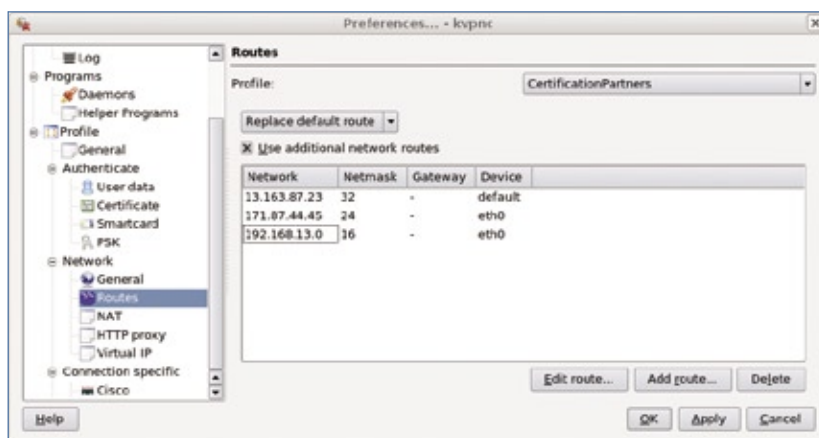 Preferences... - kvpnc
Log
Programs
Daemons
Helper Programs
Profile
General
Authenticate
User data
Certificate
Smartcard
PSK
Network
General
Routes
NAT
HTTP proxy
Virtual IP
Connection specific
Cisco
Routes
Profile: CertificationPartners
Replace default route
Use additional network routes
Network Netmask Gateway Device
13.163.87.23 32 - default
171.87.44.45 24 - eth0
192.168.13.0 16 - eth0
Edit route... Add route... Delete
Help OK Apply Cancel